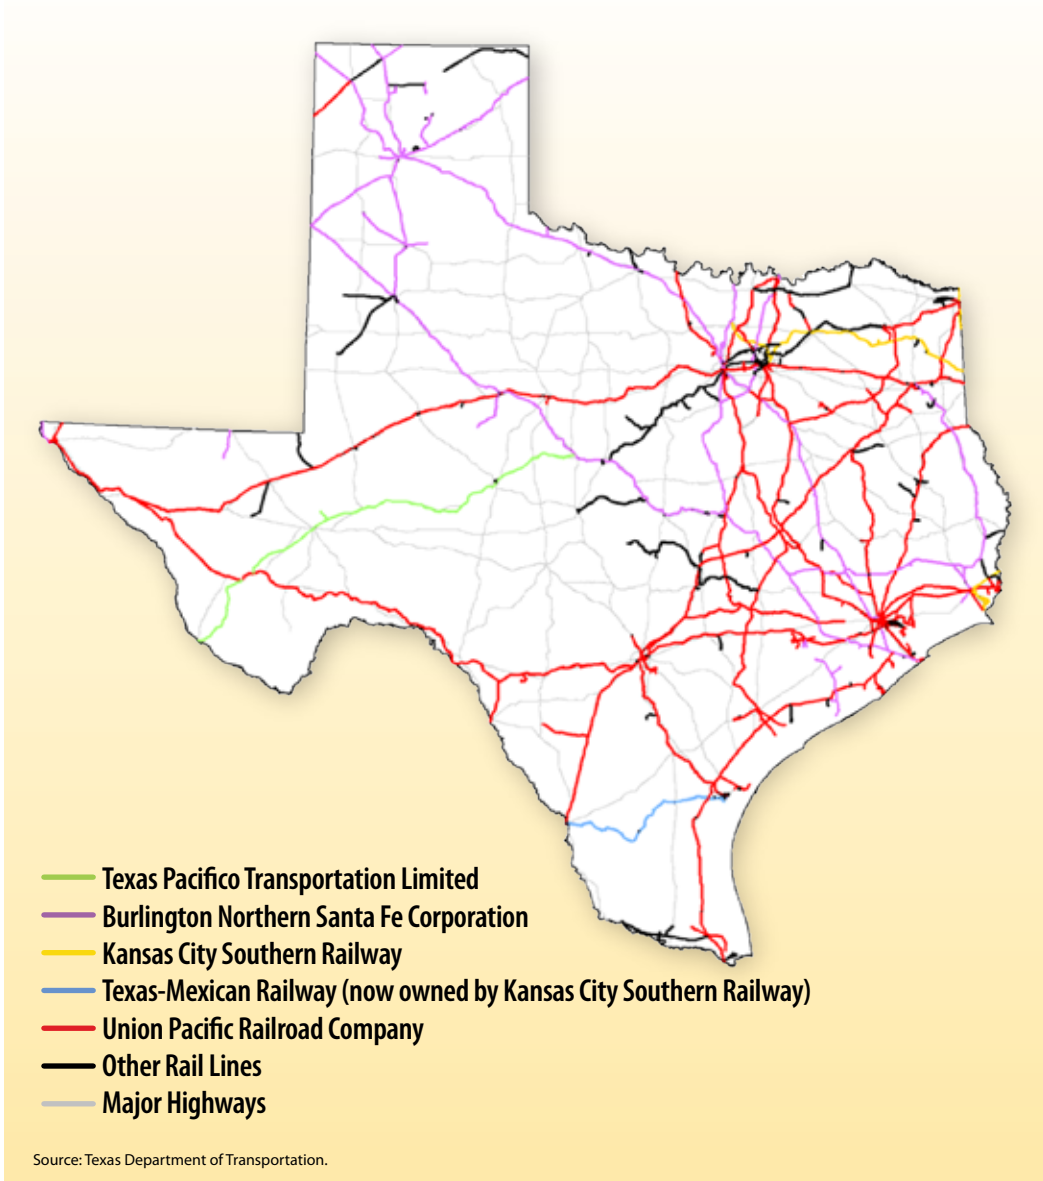 Texas Pacifico Transportation Limited
Burlington Northern Santa Fe Corporation
Kansas City Southern Railway
Texas-Mexican Railway (now owned by Kansas City Southern Railway)
Union Pacific Railroad Company
Other Rail Lines
Major Highways
Source: Texas Department of Transportation.